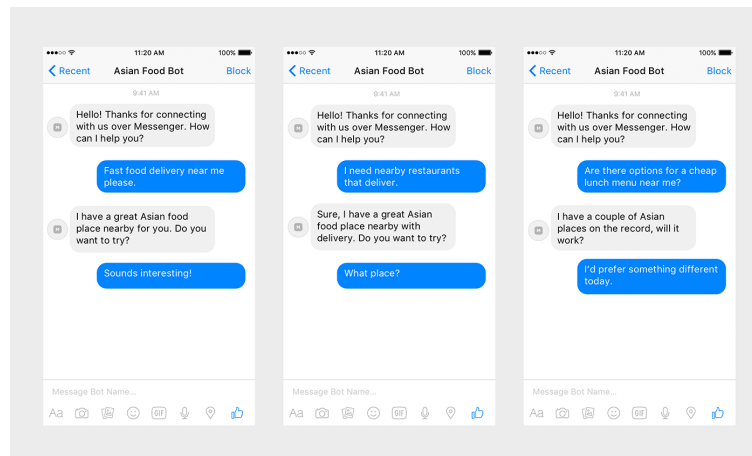 11:20 AM
100%
Recent
Asian Food Bot
Block
9:41 AM
Hello! Thanks for connecting
with us over Messenger. How
can I help you?
Fast food delivery near me
please.
I have a great Asian food
place nearby for you. Do you
want to try?
Sounds interesting!
Message Bot Name...
Aa
GIF
11:20 AM
100%
Recent
Asian Food Bot
Block
9:41 AM
Hello! Thanks for connecting
with us over Messenger. How
can I help you?
I need nearby restaurants
that deliver.
Sure, I have a great Asian
food place nearby with
delivery. Do you want to try?
What place?
Message Bot Name...
Aa
GIF
11:20 AM
100%
Recent
Asian Food Bot
Block
9:41 AM
Hello! Thanks for connecting
with us over Messenger. How
can I help you?
Are there options for a cheap
lunch menu near me?
I have a couple of Asian
places on the record, will it
work?
I'd prefer something different
today.
Message Bot Name...
Aa
GIF